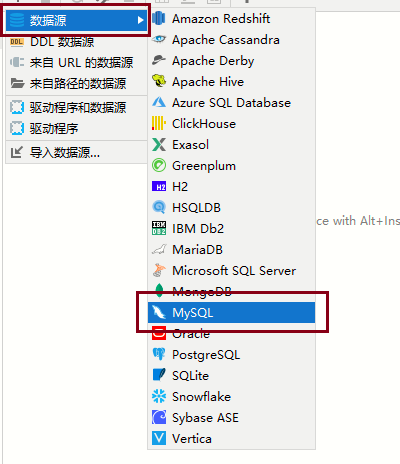 数据源
DDL 数据源
来自 URL 的数据源
来自路径的数据源
驱动程序和数据源
驱动程序
导入数据源...
Amazon Redshift
Apache Cassandra
Apache Derby
Apache Hive
Azure SQL Database
ClickHouse
Exasol
Greenplum
H2
HSQLDB
IBM Db2
MariaDB
Microsoft SQL Server
MongoDB
MySQL
Oracle
PostgreSQL
SQLite
Snowflake
Sybase ASE
Vertica
ce with Alt+Ins